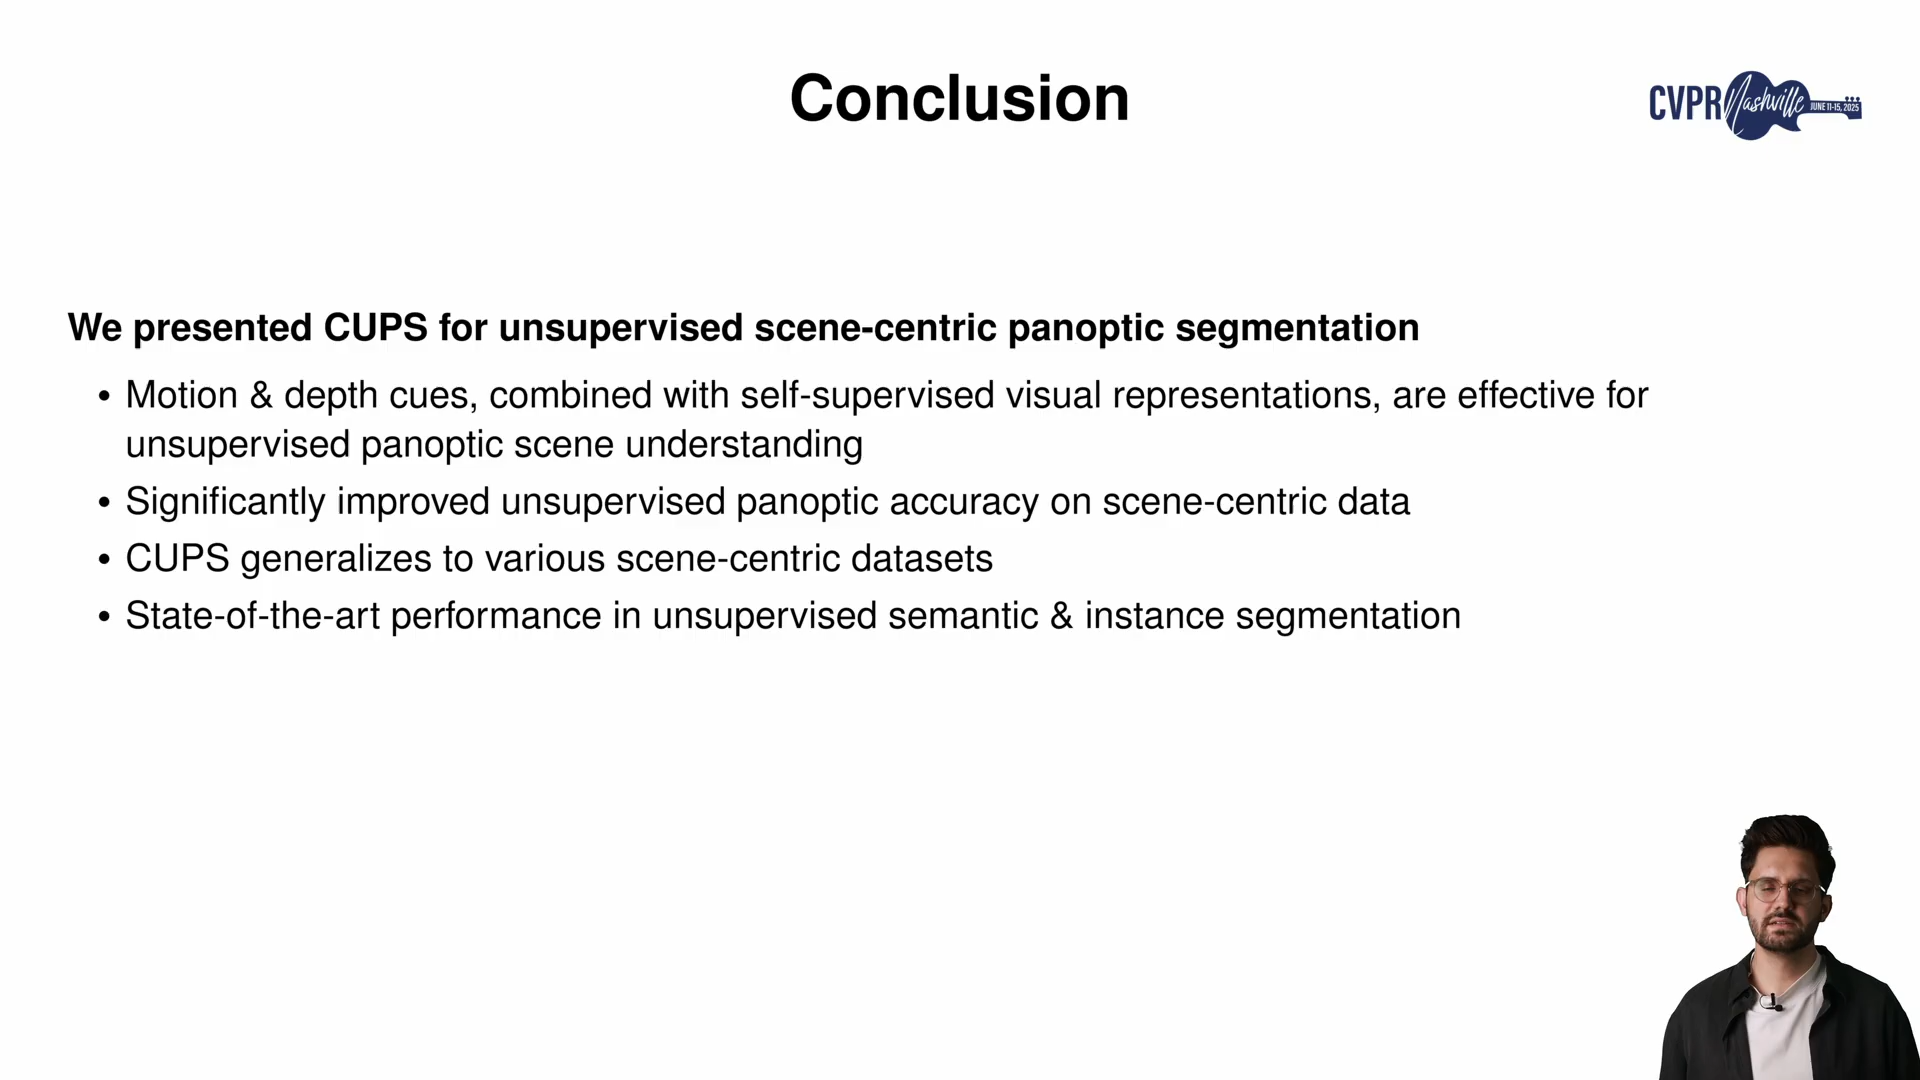 Conclusion
CVPR Nashville JUNE 11-15, 2025
We presented CUPS for unsupervised scene-centric panoptic segmentation
• Motion & depth cues, combined with self-supervised visual representations, are effective for
unsupervised panoptic scene understanding
• Significantly improved unsupervised panoptic accuracy on scene-centric data
• CUPS generalizes to various scene-centric datasets
• State-of-the-art performance in unsupervised semantic & instance segmentation